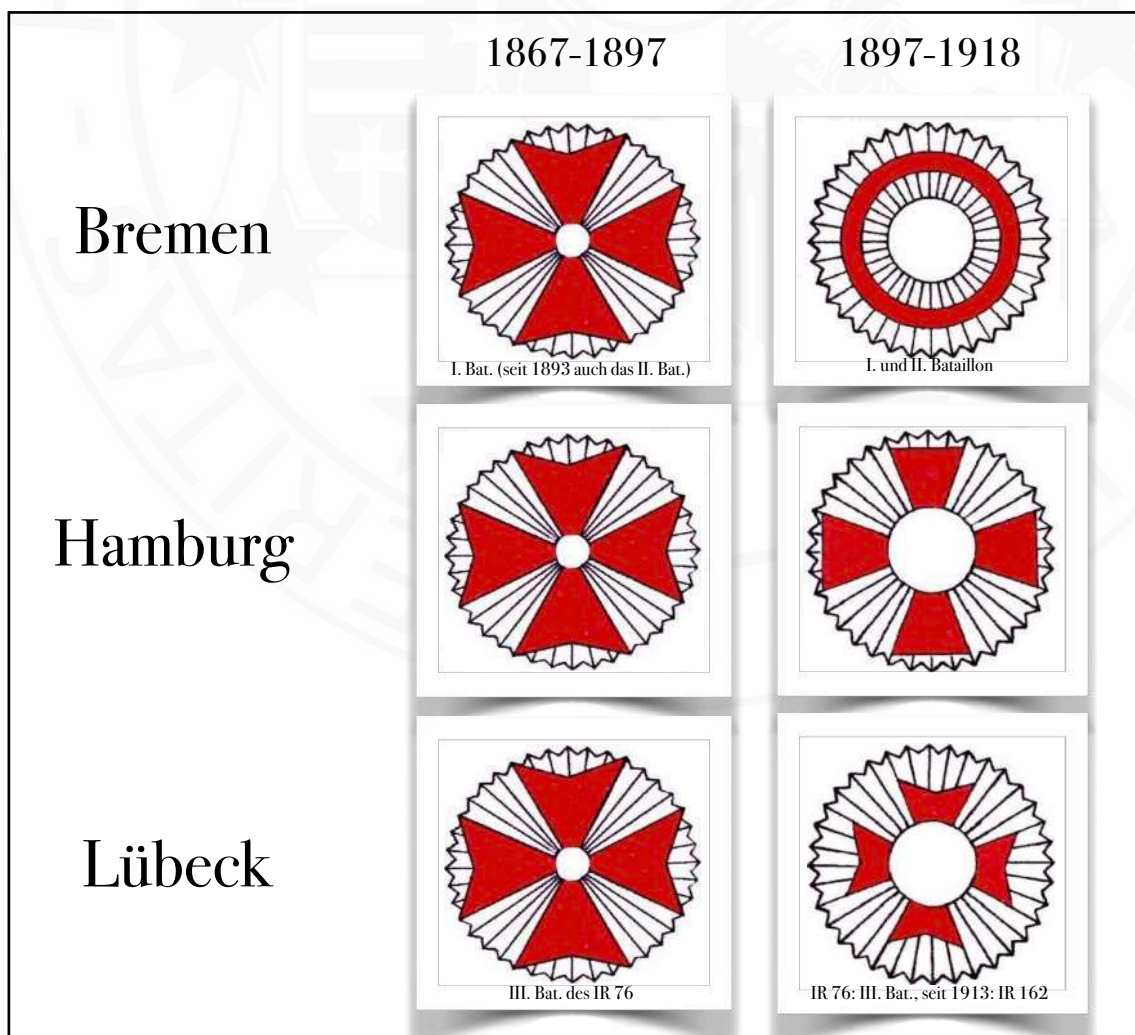 1867-1897 1897-1918
Bremen
I. Bat. (seit 1893 auch das II. Bat.) I. und II. Bataillon
Hamburg
Lübeck
III. Bat. des IR 76 IR 76: III. Bat., seit 1913: IR 162